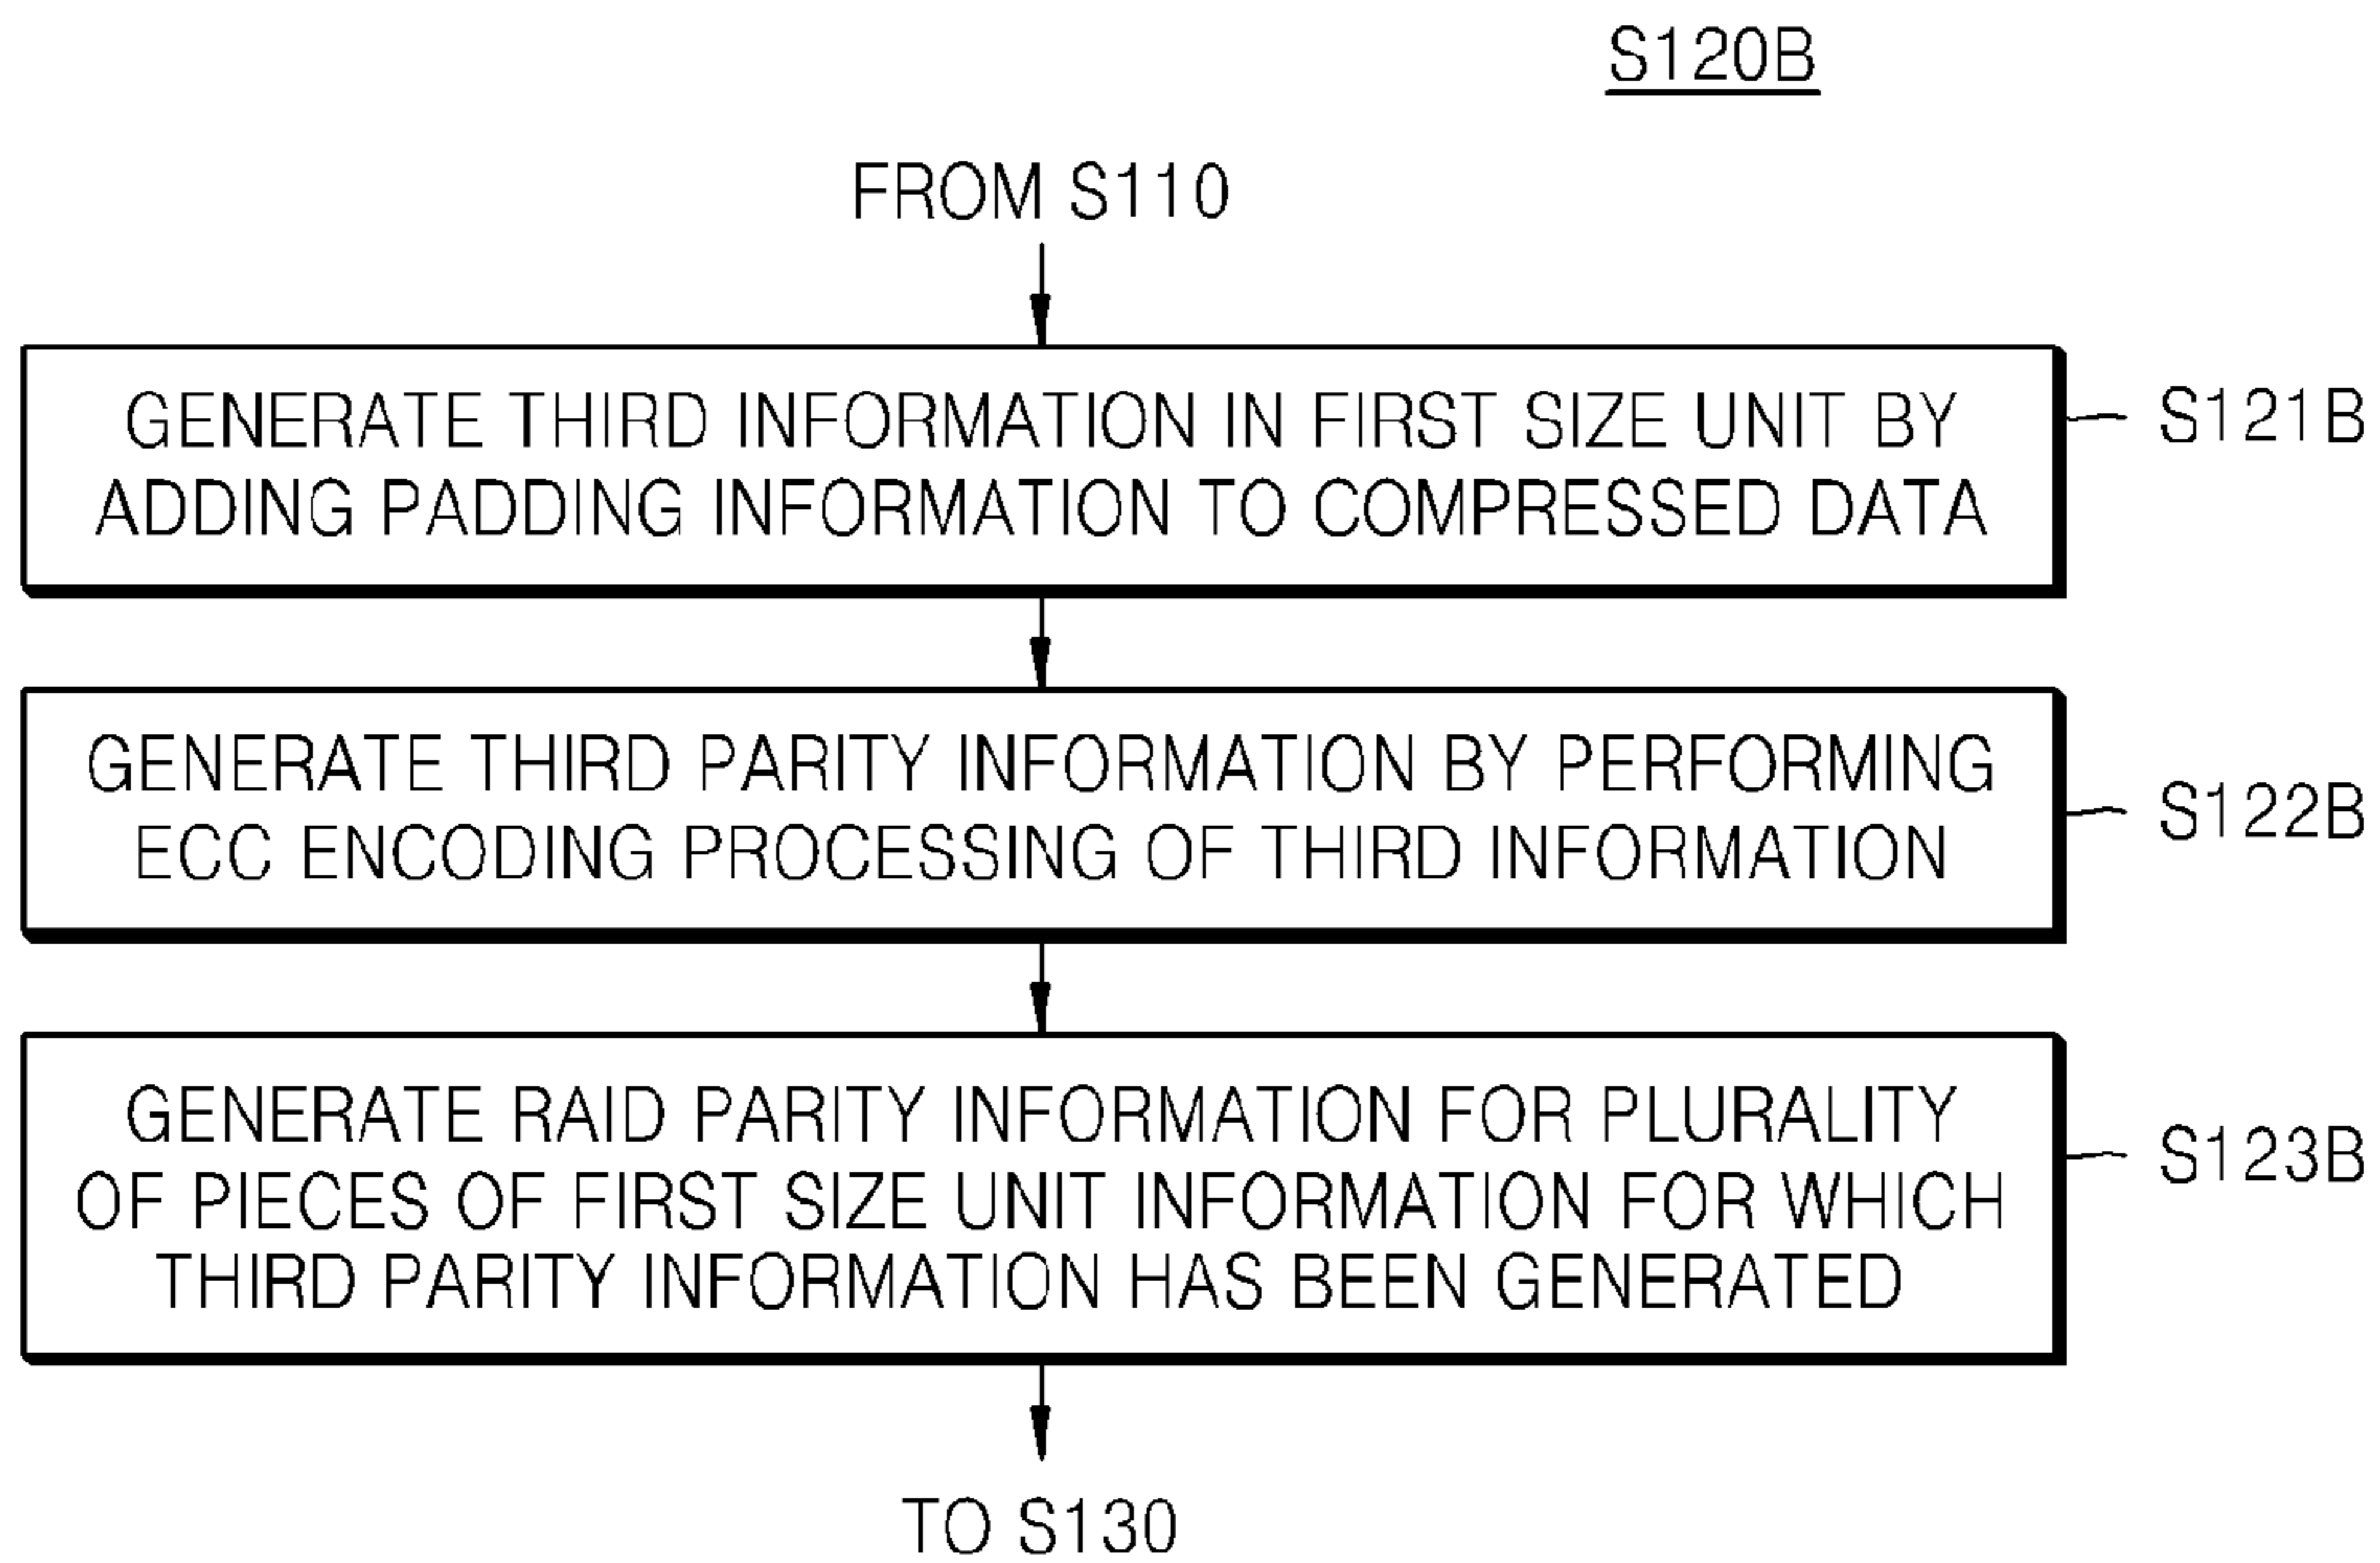 S120B
FROM S110
GENERATE THIRD INFORMATION IN FIRST SIZE UNIT BY
ADDING PADDING INFORMATION TO COMPRESSED DATA
S121B
GENERATE THIRD PARITY INFORMATION BY PERFORMING
ECC ENCODING PROCESSING OF THIRD INFORMATION
S122B
GENERATE RAID PARITY INFORMATION FOR PLURALITY
OF PIECES OF FIRST SIZE UNIT INFORMATION FOR WHICH
THIRD PARITY INFORMATION HAS BEEN GENERATED
S123B
TO S130